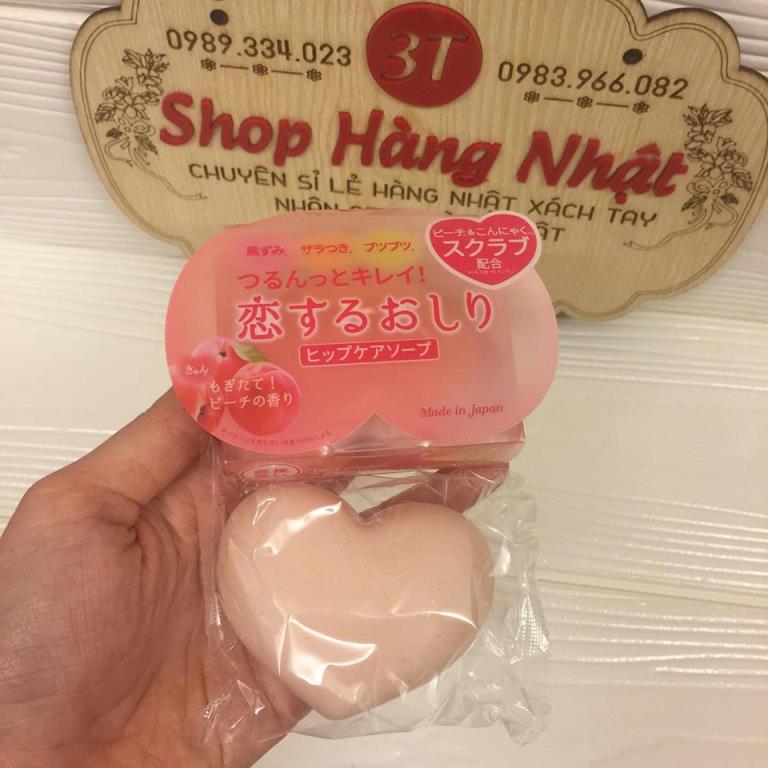 3T
0989.334.023
0983.966.082
Shop Hàng Nhật
CHUYÊN SỈ LẺ HÀNG NHẬT XÁCH TAY
黒ずみ、ザラつき、ブツブツ、
つるんっとキレイ!
恋するおしり
ヒップケアソープ
ピーチ&こんにゃく
スクラブ
配合
きゅん
もぎたて!
ピーチの香り
Made in Japan